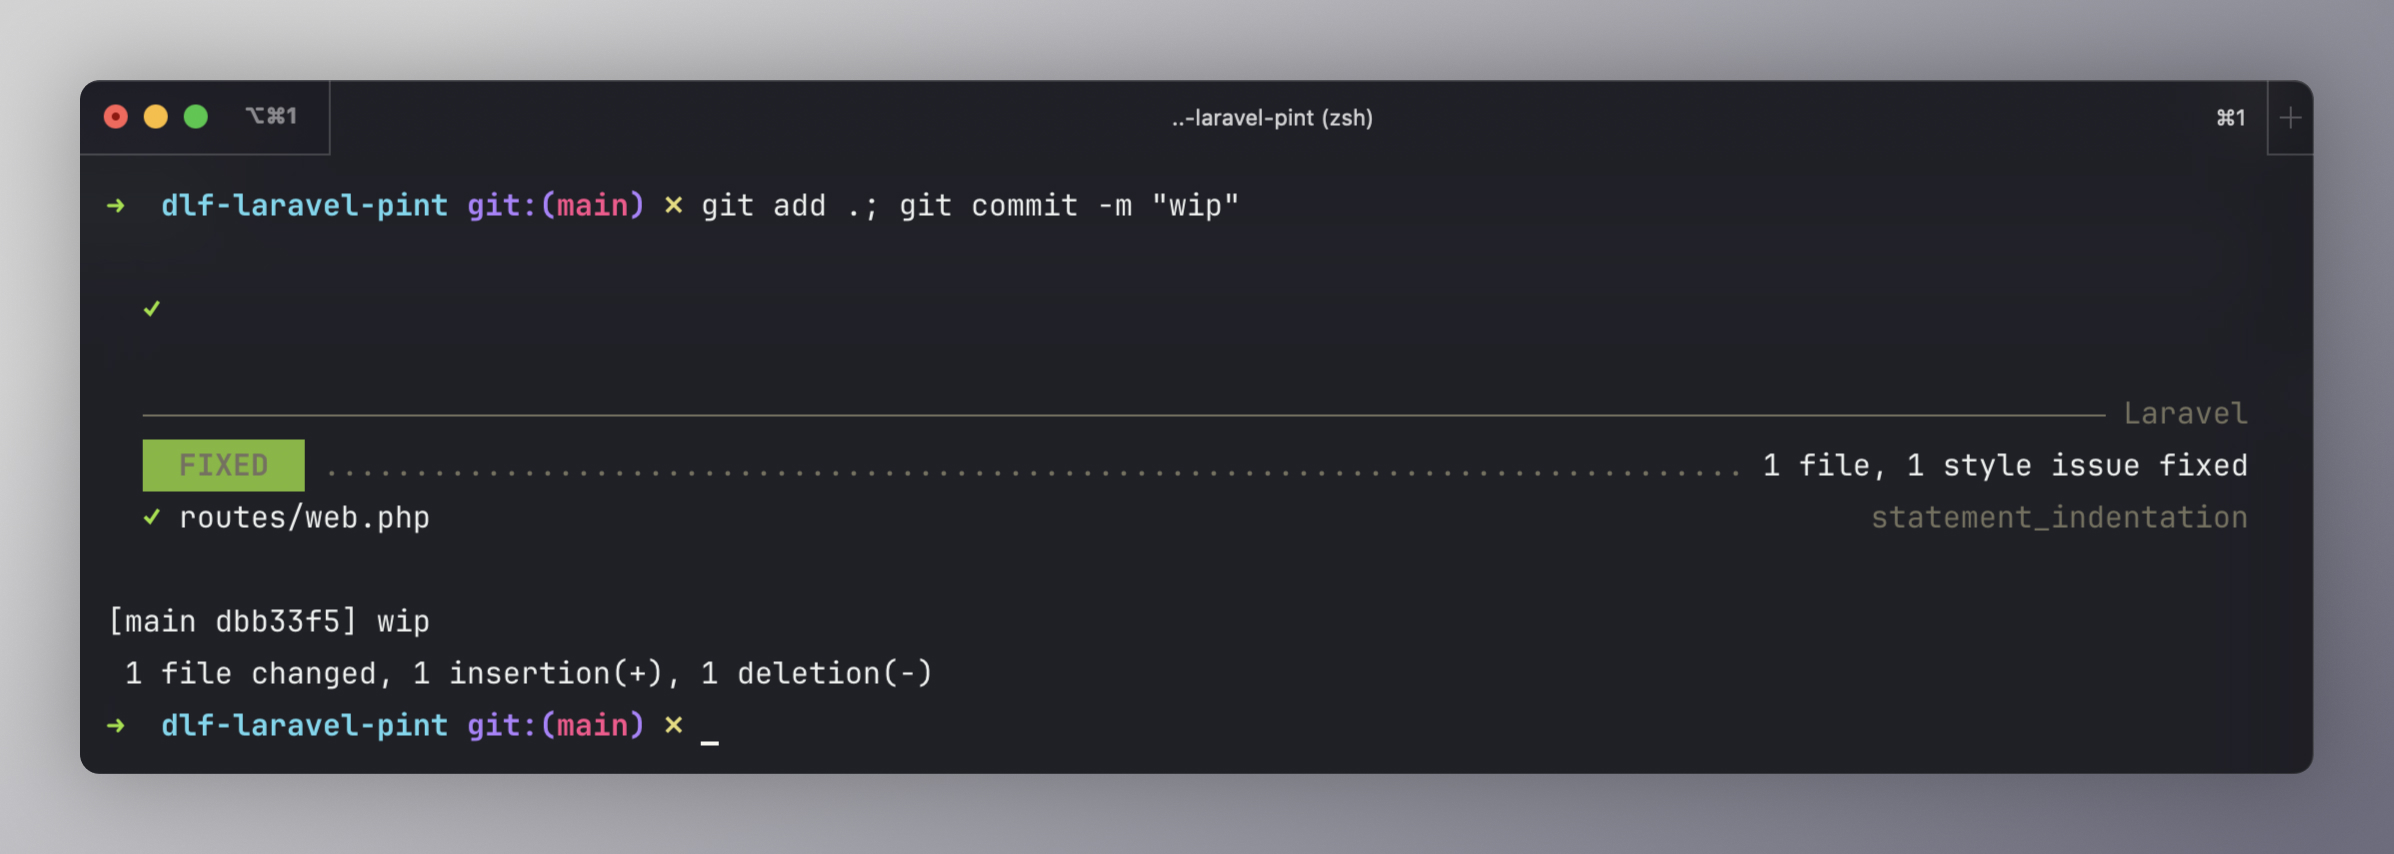 ⌥⌘1 ..-laravel-pint (zsh) ⌘1 +
➜ dlf-laravel-pint git:(main) ✗ git add .; git commit -m "wip"
✓
Laravel
FIXED ............................................................................... 1 file, 1 style issue fixed
✓ routes/web.php statement_indentation
[main dbb33f5] wip
1 file changed, 1 insertion(+), 1 deletion(-)
➜ dlf-laravel-pint git:(main) ✗ _